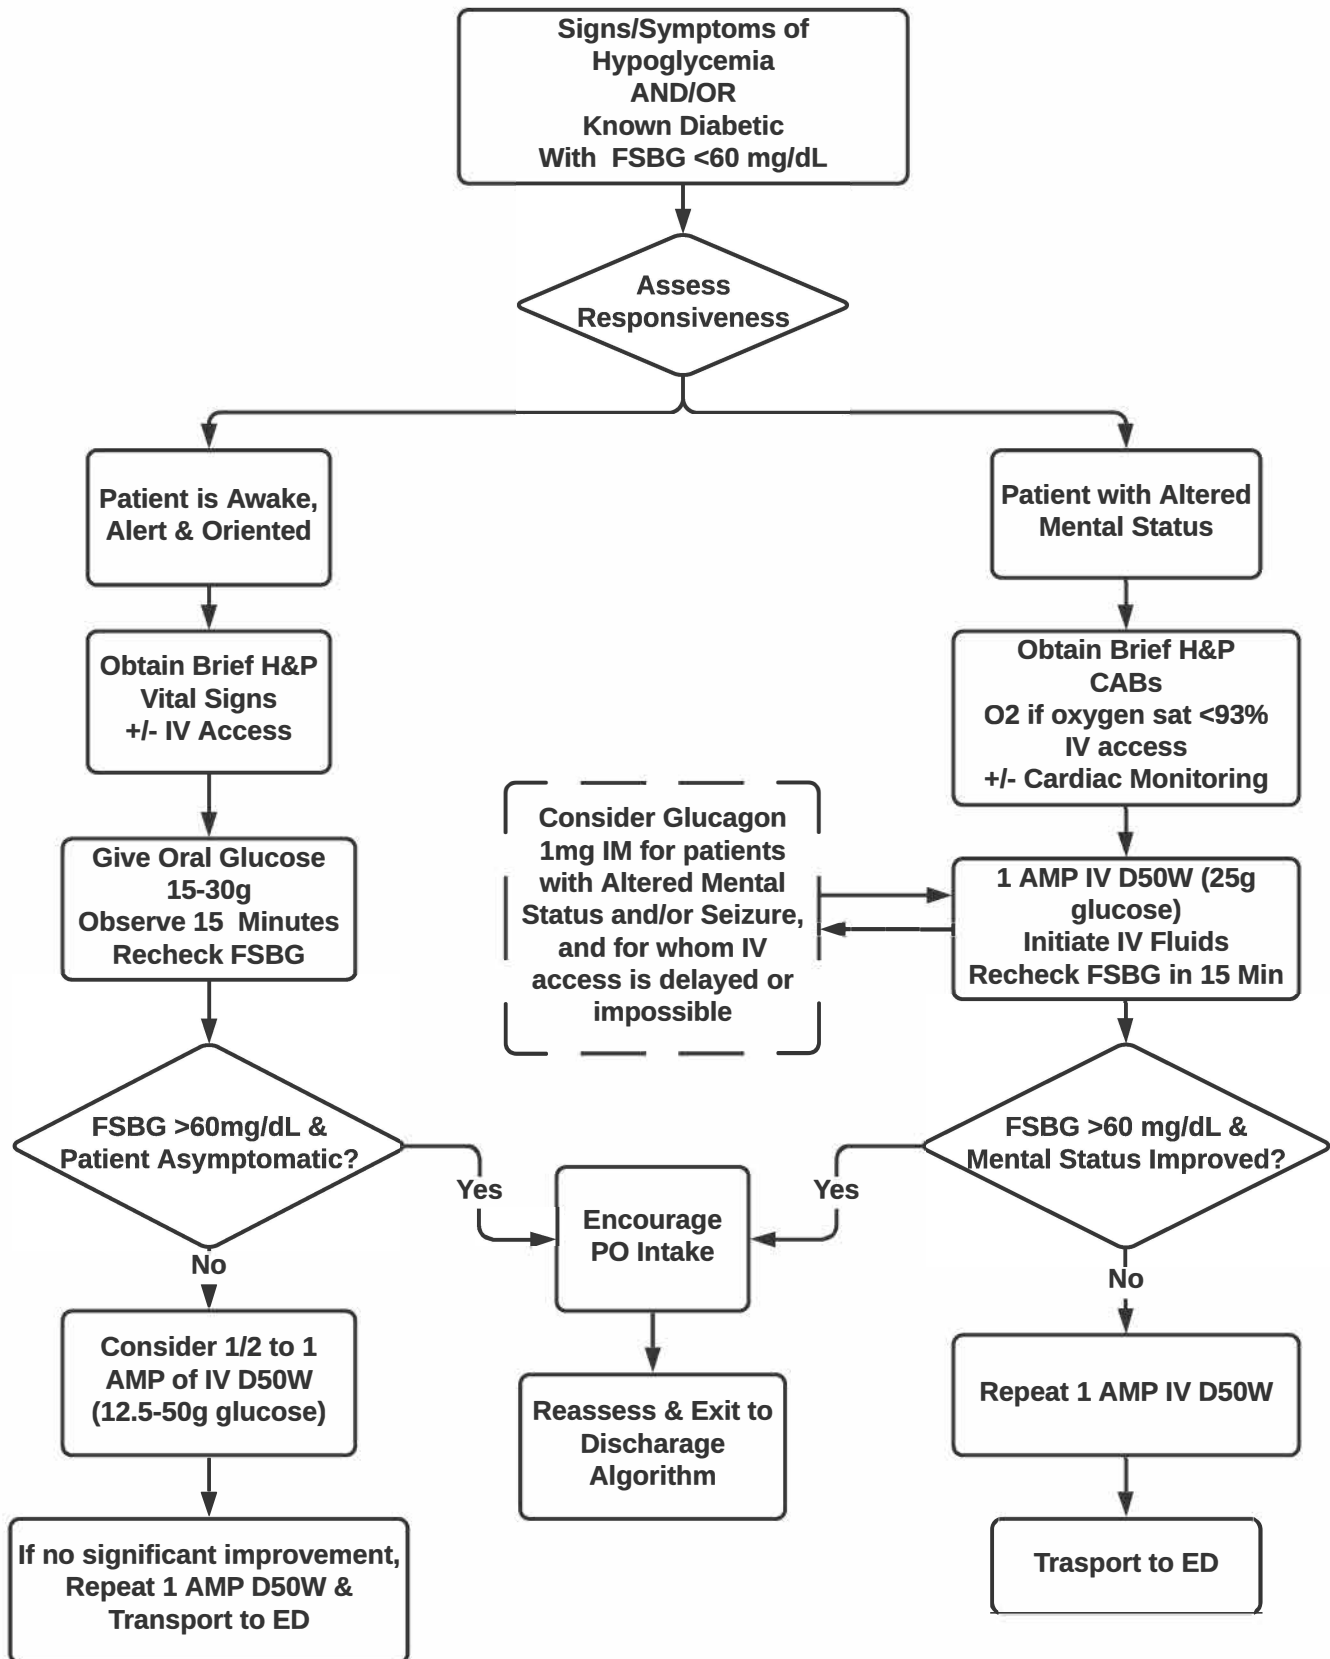 Signs/Symptoms of
Hypoglycemia
AND/OR
Known Diabetic
With FSBG <60 mg/dL
Assess
Responsiveness
Patient is Awake,
Alert & Oriented
Patient with Altered
Mental Status
Obtain Brief H&P
Vital Signs
+/- IV Access
Obtain Brief H&P
CABs
O2 if oxygen sat <93%
IV access
+/- Cardiac Monitoring
Give Oral Glucose
15-30g
Observe 15 Minutes
Recheck FSBG
Consider Glucagon
1mg IM for patients
with Altered Mental
Status and/or Seizure,
and for whom IV
access is delayed or
impossible
1 AMP IV D50W (25g
glucose)
Initiate IV Fluids
Recheck FSBG in 15 Min
FSBG >60mg/dL &
Patient Asymptomatic?
FSBG >60 mg/dL &
Mental Status Improved?
Yes
Yes
Encourage
PO Intake
No
No
Consider 1/2 to 1
AMP of IV D50W
(12.5-50g glucose)
Reassess & Exit to
Discharage
Algorithm
Repeat 1 AMP IV D50W
If no significant improvement,
Repeat 1 AMP D50W &
Transport to ED
Trasport to ED